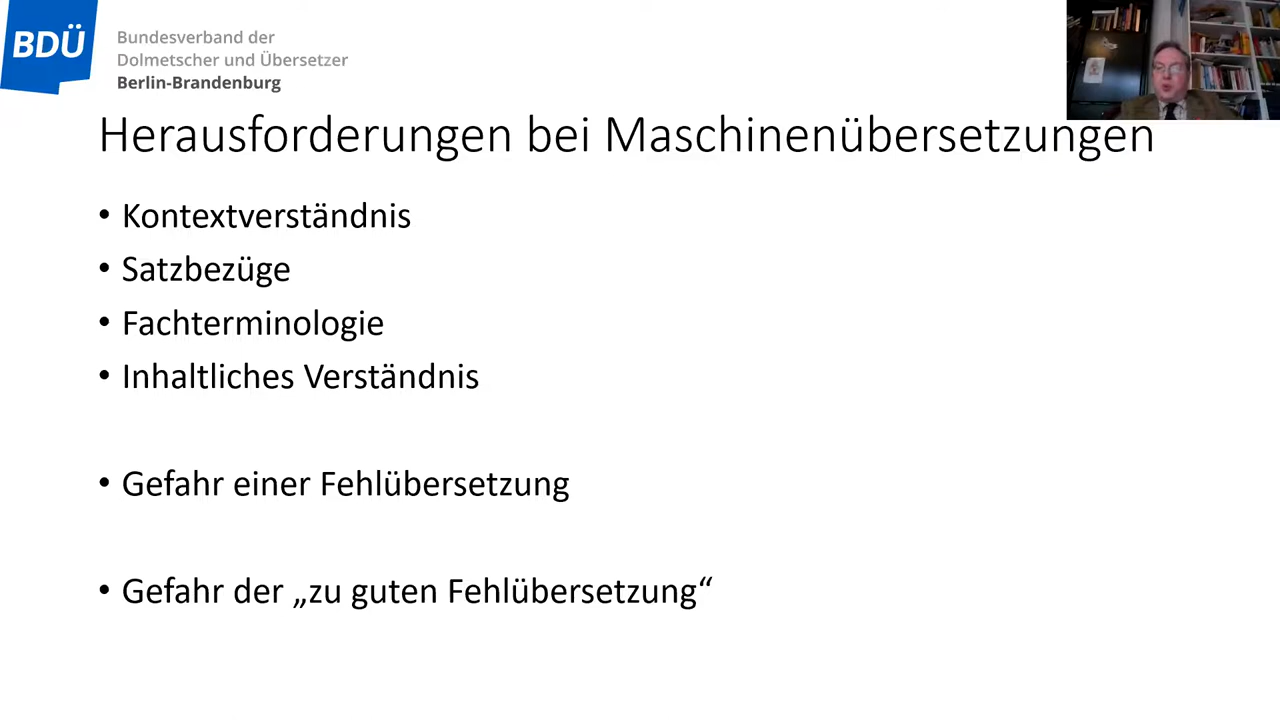 BDÜ
Bundesverband der
Dolmetscher und Übersetzer
Berlin-Brandenburg
Herausforderungen bei Maschinenübersetzungen
• Kontextverständnis
• Satzbezüge
• Fachterminologie
• Inhaltliches Verständnis
• Gefahr einer Fehlübersetzung
• Gefahr der „zu guten Fehlübersetzung“